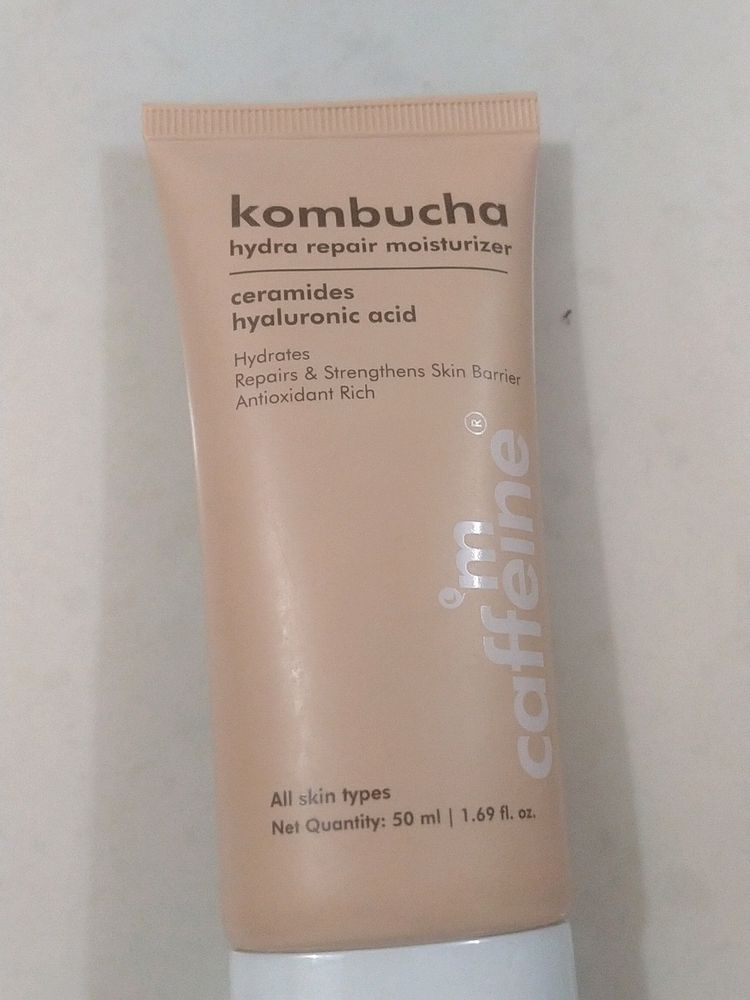 kombucha
hydra repair moisturizer
ceramides
hyaluronic acid
Hydrates
Repairs & Strengthens Skin Barrier
Antioxidant Rich
'm
caffeine
®
All skin types
Net Quantity: 50 ml | 1.69 fl. oz.